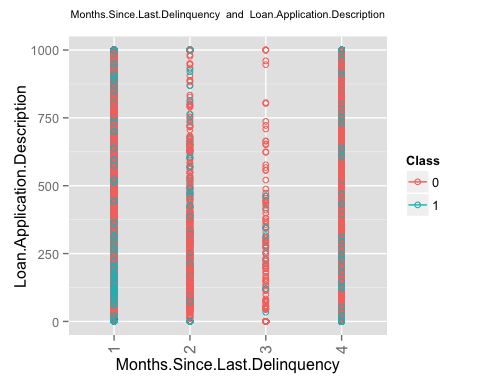 Months.Since.Last.Delinquency and Loan.Application.Description
1000
750
500
250
0
Loan.Application.Description
1
2
3
4
Months.Since.Last.Delinquency
Class
0
1